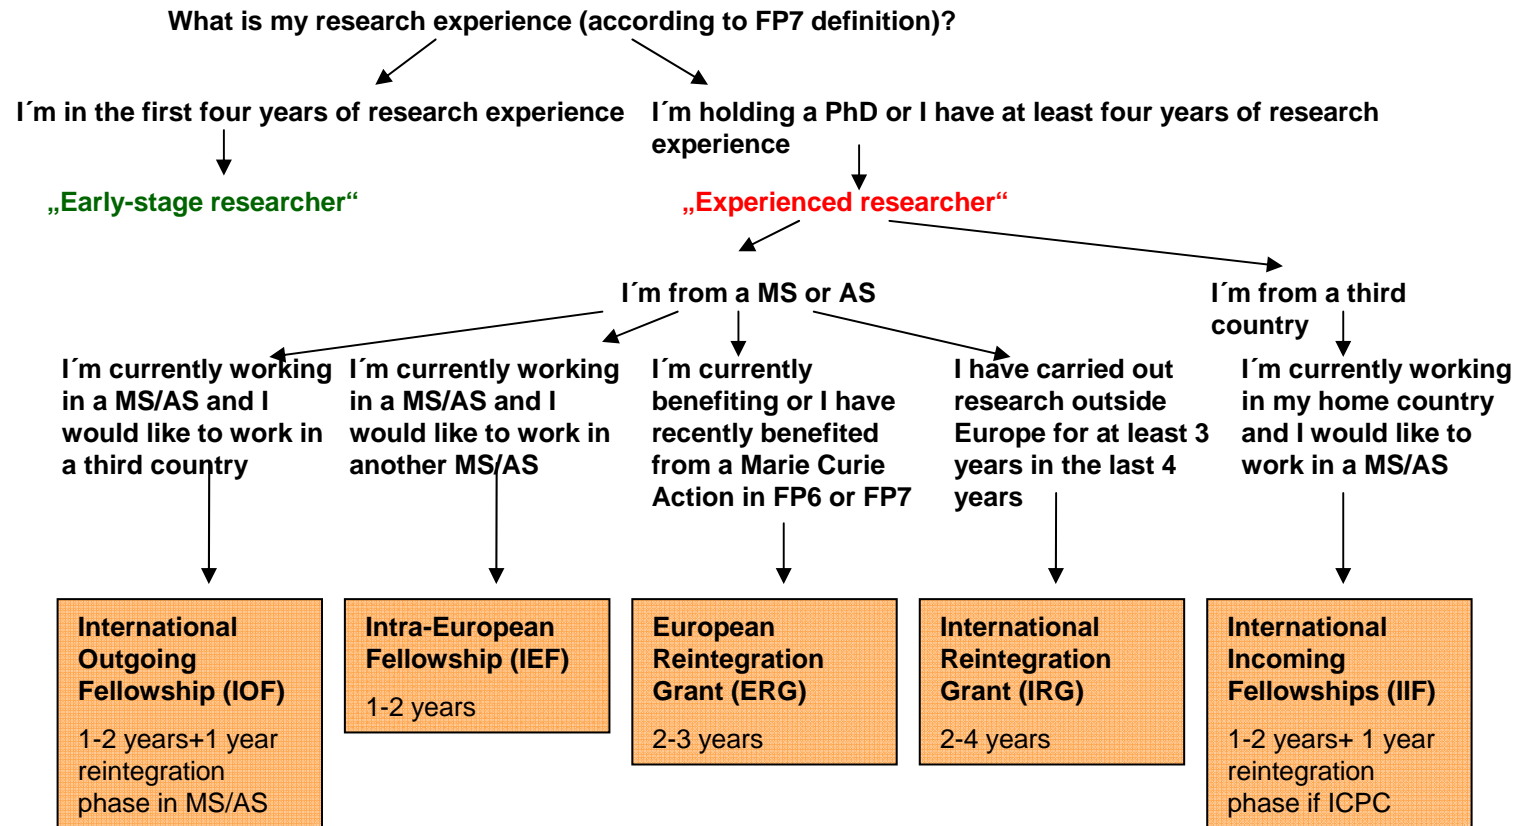 What is my research experience (according to FP7 definition)?
I´m in the first four years of research experience
I´m holding a PhD or I have at least four years of research
experience
„Early-stage researcher“
„Experienced researcher“
I´m from a MS or AS
I´m from a third
country
I´m currently working
in a MS/AS and I
would like to work in
a third country
I´m currently working
in a MS/AS and I
would like to work in
another MS/AS
I´m currently
benefiting or I have
recently benefited
from a Marie Curie
Action in FP6 or FP7
I have carried out
research outside
Europe for at least 3
years in the last 4
years
I´m currently working
in my home country
and I would like to
work in a MS/AS
International
Outgoing
Fellowship (IOF)
1-2 years+1 year
reintegration
phase in MS/AS
Intra-European
Fellowship (IEF)
1-2 years
European
Reintegration
Grant (ERG)
2-3 years
International
Reintegration
Grant (IRG)
2-4 years
International
Incoming
Fellowships (IIF)
1-2 years+ 1 year
reintegration
phase if ICPC